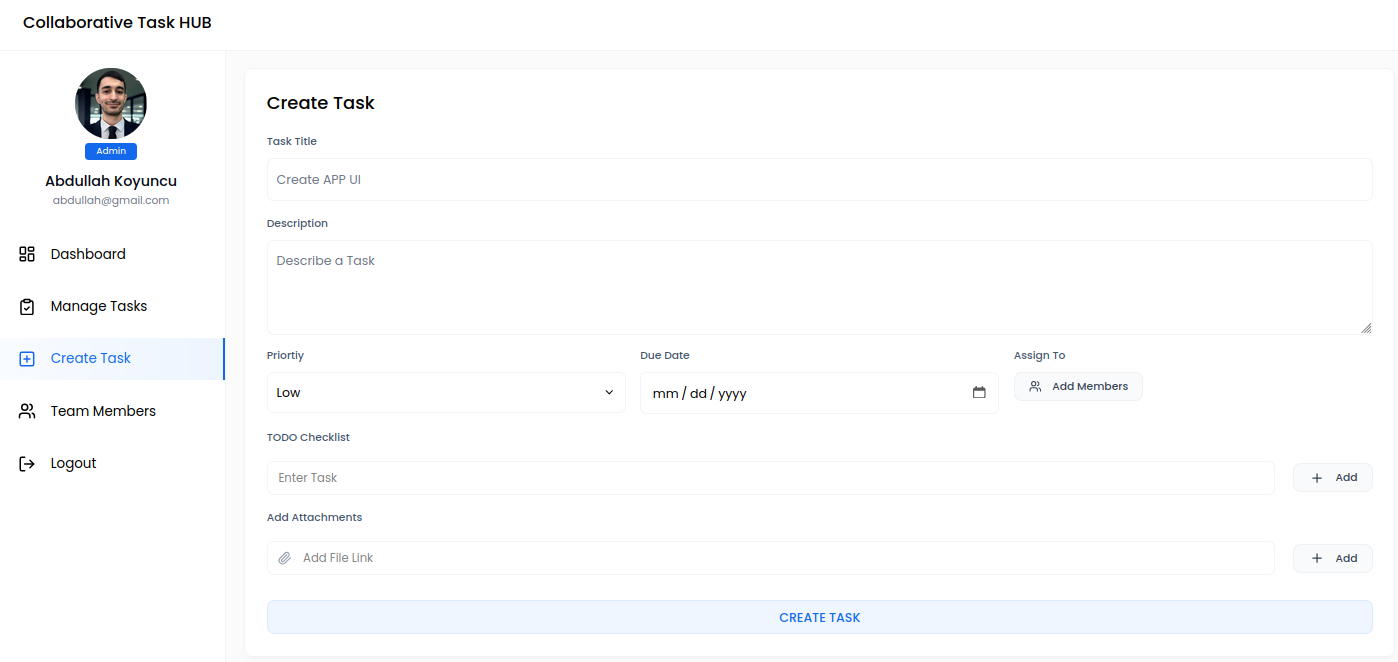 Collaborative Task HUB
Admin
Abdullah Koyuncu
abdullah@gmail.com
Dashboard
Manage Tasks
Create Task
Team Members
Logout
Create Task
Task Title
Create APP UI
Description
Describe a Task
Priortiy
Due Date
Assign To
Low
mm / dd / yyyy
Add Members
TODO Checklist
Enter Task
Add
Add Attachments
Add File Link
Add
CREATE TASK